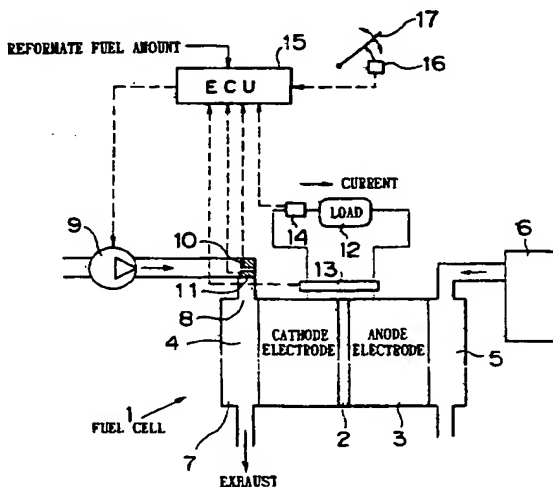 17
REFORMATE FUEL AMOUNT
15
16
ECU
CURRENT
9
LOAD
6
10
14
12
11
13
8
4
CATHODE ELECTRODE
ANODE ELECTRODE
5
1
FUEL CELL
7
2
3
EXHAUST